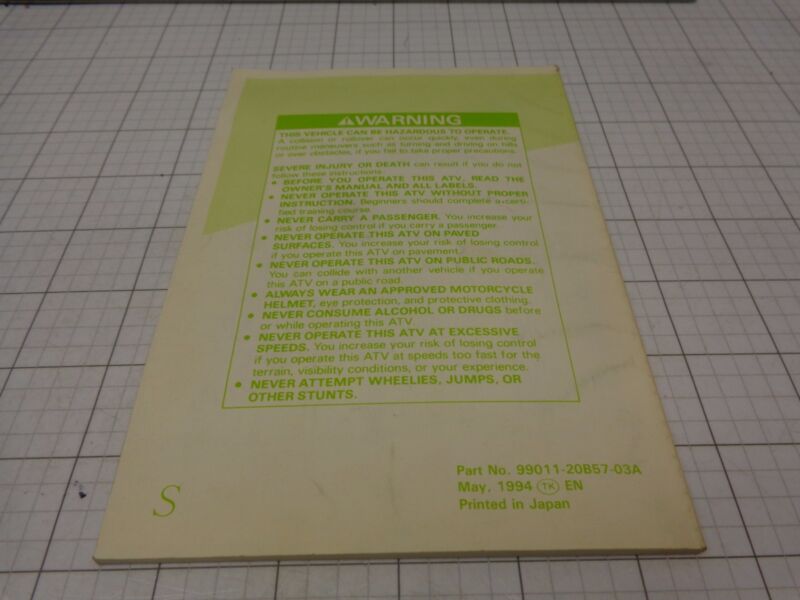 ⚠WARNING
THIS VEHICLE CAN BE HAZARDOUS TO OPERATE.
A collision or rollover can occur quickly, even during
routine maneuvers such as turning and driving on hills
or over obstacles, if you fail to take proper precautions.
SEVERE INJURY OR DEATH can result if you do not
follow these instructions:
• BEFORE YOU OPERATE THIS ATV, READ THE
OWNER'S MANUAL AND ALL LABELS.
• NEVER OPERATE THIS ATV WITHOUT PROPER
INSTRUCTION. Beginners should complete a certi-
fied training course.
• NEVER CARRY A PASSENGER. You increase your
risk of losing control if you carry a passenger.
• NEVER OPERATE THIS ATV ON PAVED
SURFACES. You increase your risk of losing control
if you operate this ATV on pavement.
• NEVER OPERATE THIS ATV ON PUBLIC ROADS.
You can collide with another vehicle if you operate
this ATV on a public road.
• ALWAYS WEAR AN APPROVED MOTORCYCLE
HELMET, eye protection, and protective clothing.
• NEVER CONSUME ALCOHOL OR DRUGS before
or while operating this ATV.
• NEVER OPERATE THIS ATV AT EXCESSIVE
SPEEDS. You increase your risk of losing control
if you operate this ATV at speeds too fast for the
terrain, visibility conditions, or your experience.
• NEVER ATTEMPT WHEELIES, JUMPS, OR
OTHER STUNTS.
S
Part No. 99011-20B57-03A
May, 1994 TK EN
Printed in Japan